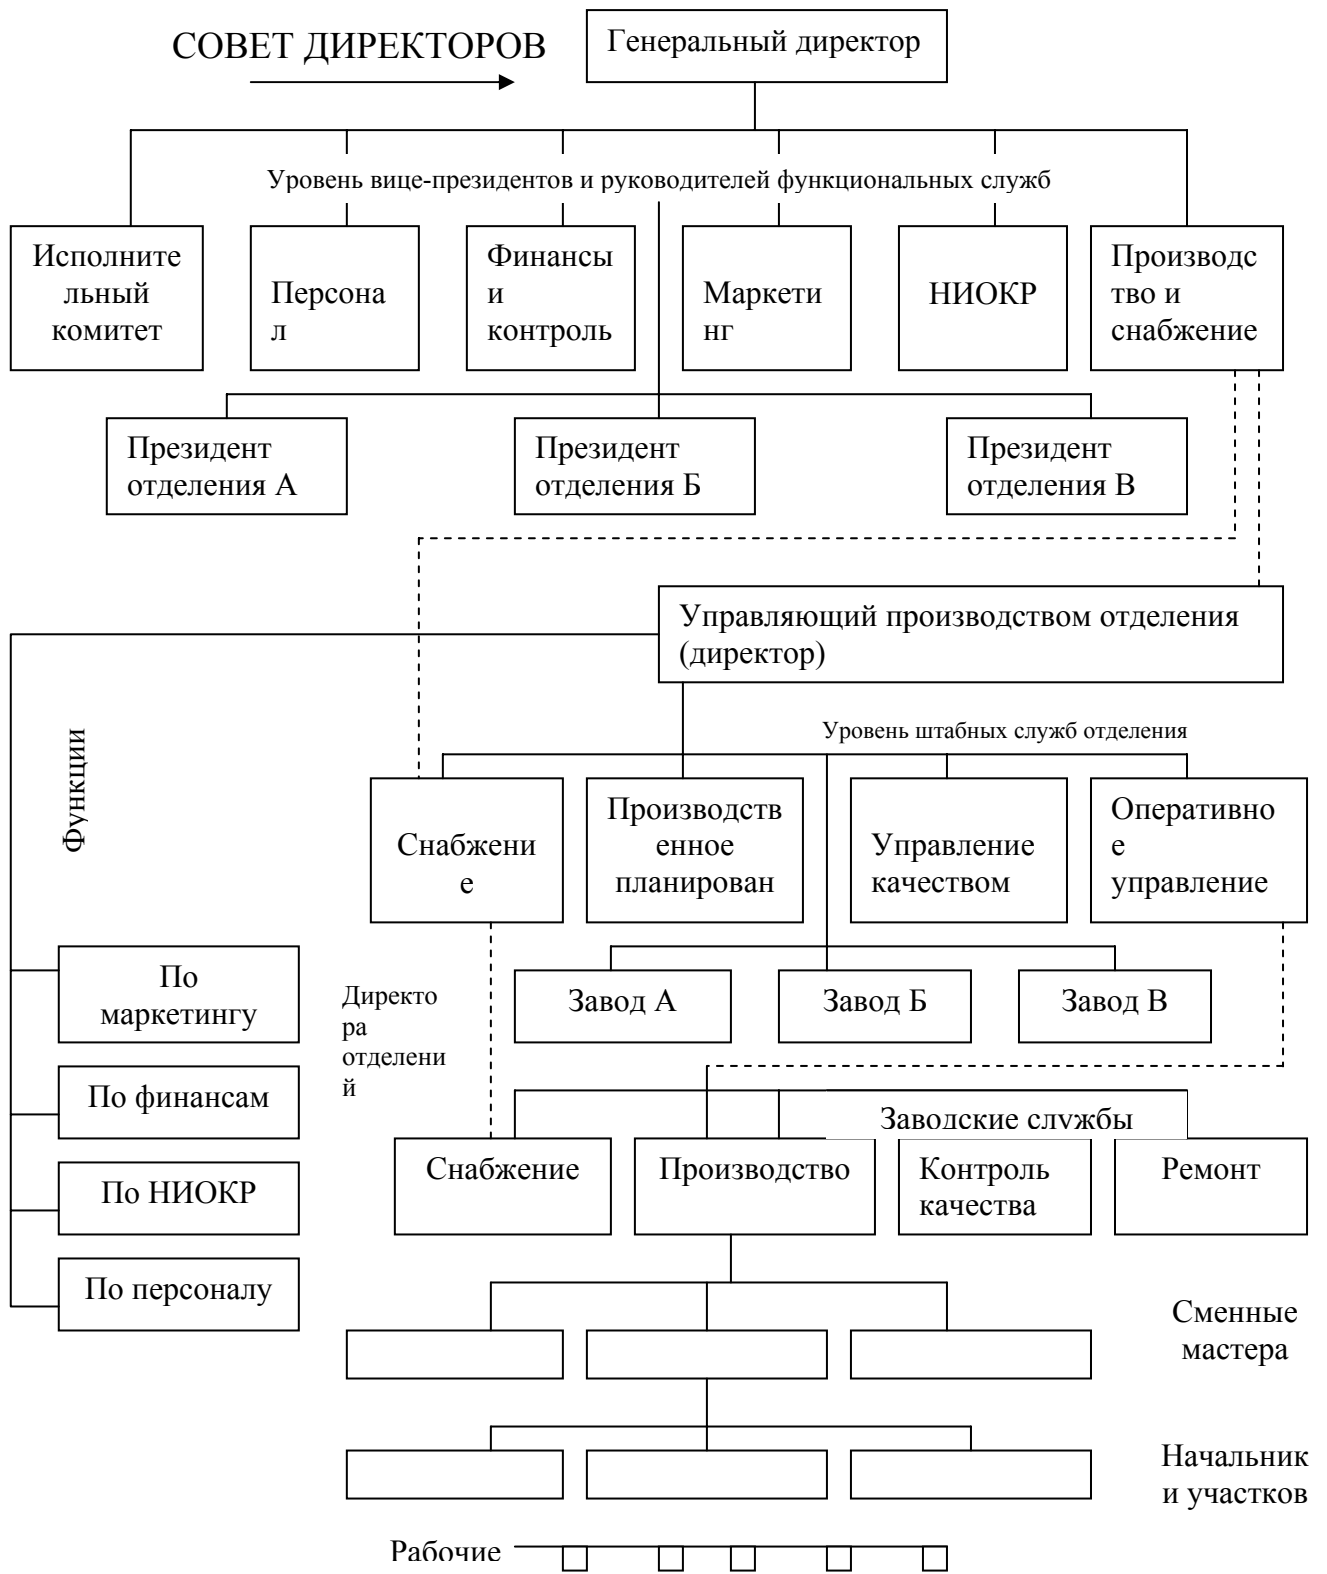 СОВЕТ ДИРЕКТОРОВ
Генеральный директор
Уровень вице-президентов и руководителей функциональных служб
Исполните
льный
комитет
Персона
л
Финансы
и
контроль
Маркети
нг
НИОКР
Производс
тво и
снабжение
Президент
отделения А
Президент
отделения Б
Президент
отделения В
Управляющий производством отделения
(директор)
Функции
Уровень штабных служб отделения
Снабжени
е
Производств
енное
планирован
Управление
качеством
Оперативно
е
управление
По
маркетингу
По финансам
По НИОКР
По персоналу
Директо
ра
отделени
й
Завод А
Завод Б
Завод В
Заводские службы
Снабжение
Производство
Контроль
качества
Ремонт
Сменные
мастера
Начальник
и участков
Рабочие